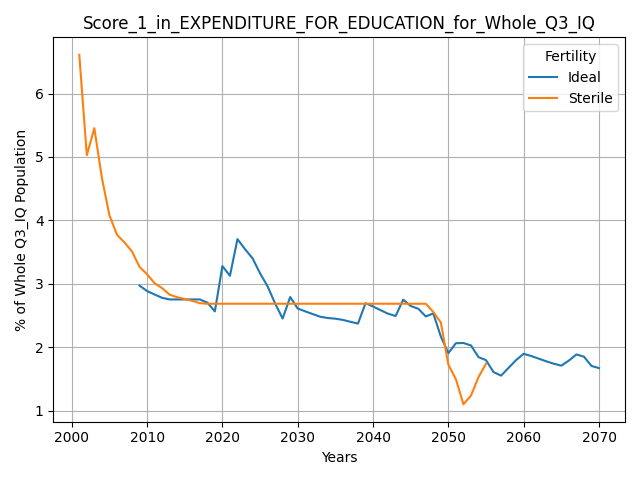 Score_1_in_EXPENDITURE_FOR_EDUCATION_for_Whole_Q3_IQ
Fertility
Ideal
Sterile
% of Whole Q3_IQ Population
6
5
4
3
2
1
2000 2010 2020 2030 2040 2050 2060 2070
Years